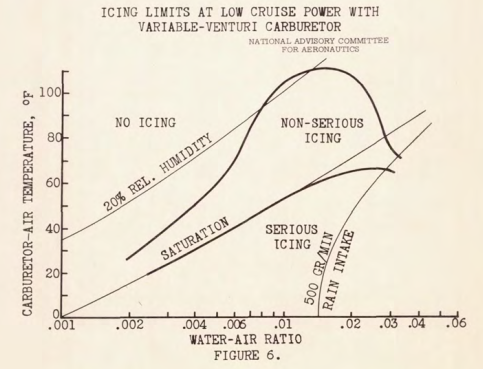 ICING LIMITS AT LOW CRUISE POWER WITH
VARIABLE-VENTURI CARBURETOR
NATIONAL ADVISORY COMMITTEE
FOR AERONAUTICS
CARBURETOR-AIR TEMPERATURE, °F
100
80
60
40
20
0
NO ICING
NON-SERIOUS
ICING
20% REL. HUMIDITY
SATURATION
SERIOUS
ICING
500 GR/MIN
RAIN INTAKE
.001
.002
.004
.006
.01
.02
.03
.04
.06
WATER-AIR RATIO
FIGURE 6.